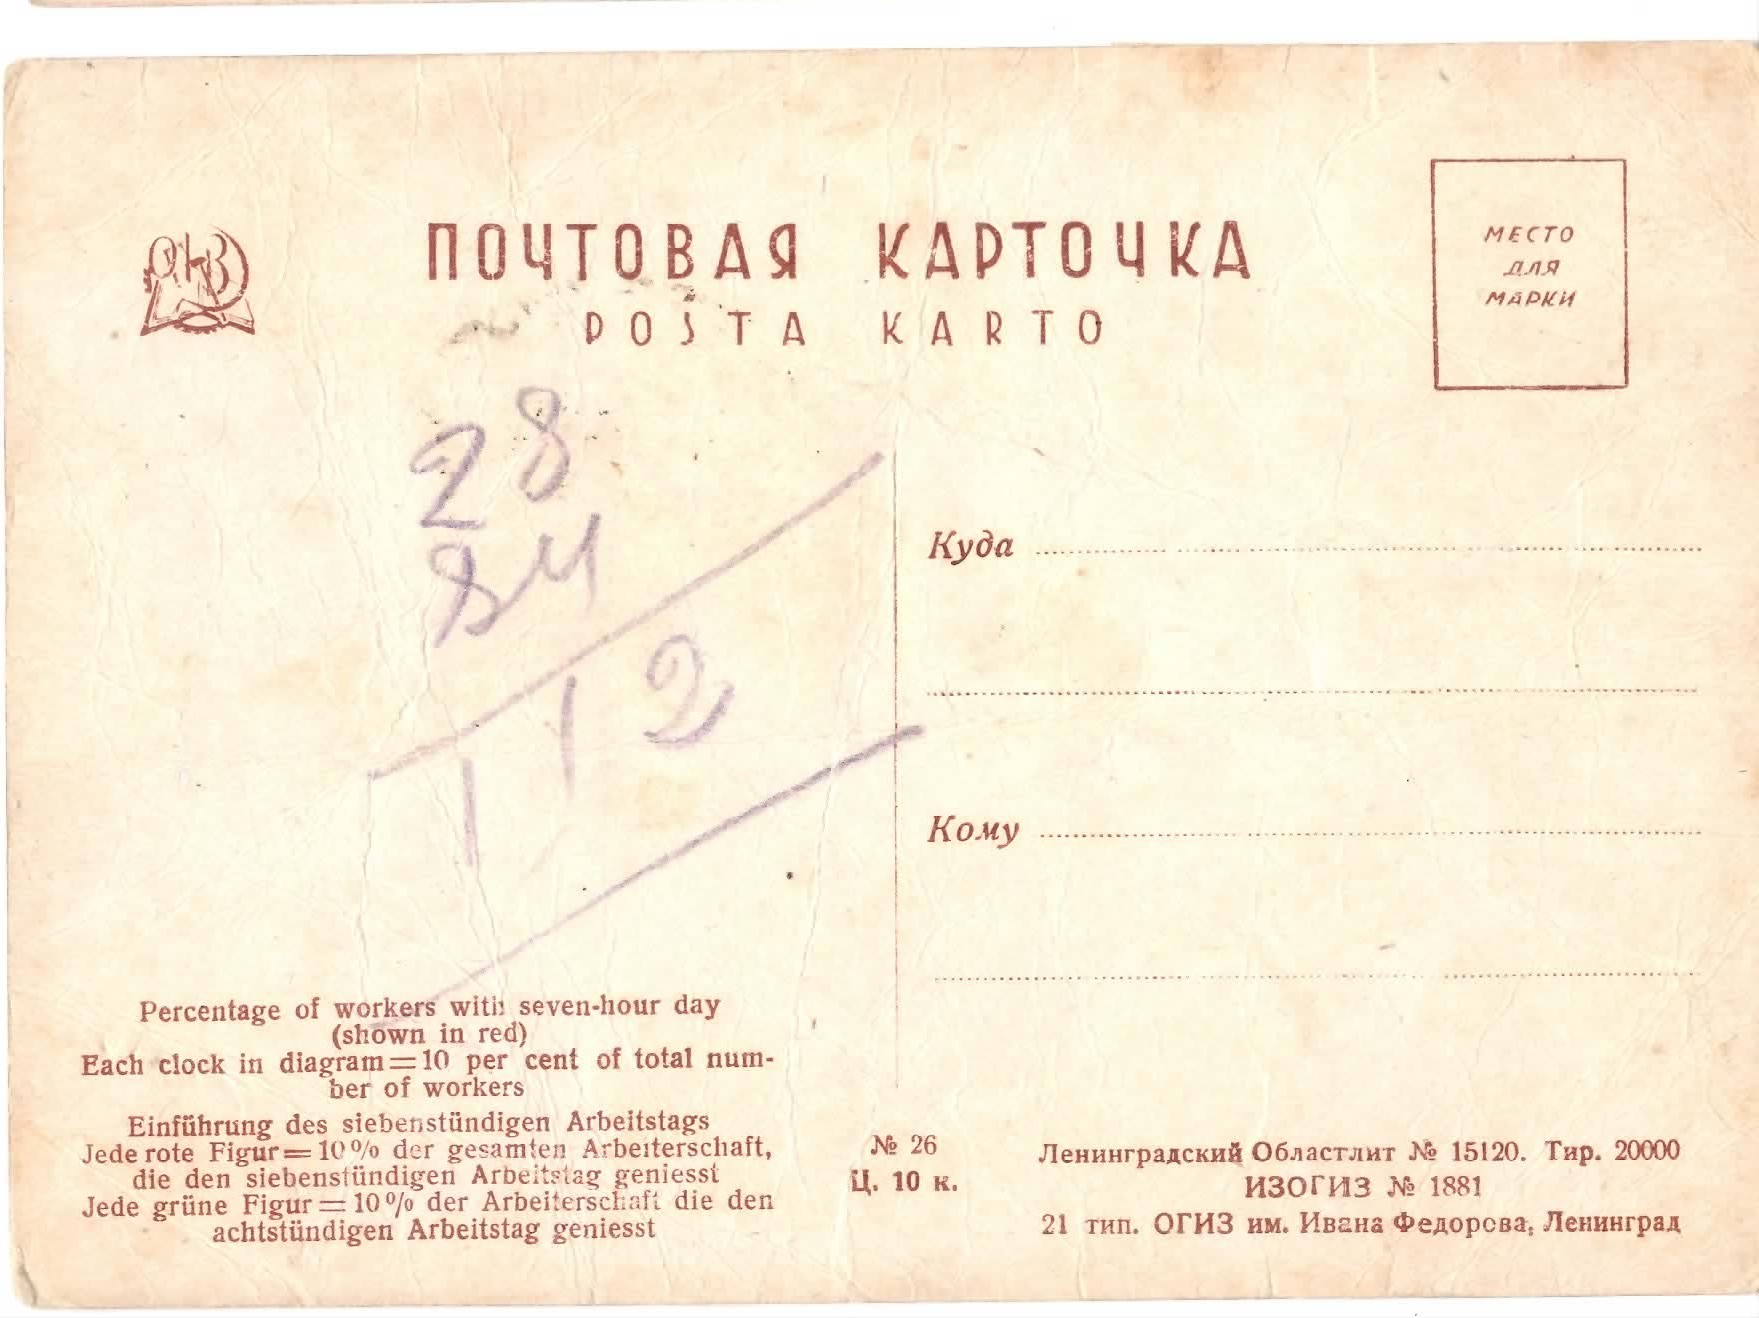 ПОЧТОВАЯ КАРТОЧКА
POŜTA KARTO
МЕСТО
ДЛЯ
МАРКИ
28
84
112
Куда
Кому
Percentage of workers with seven-hour day
(shown in red)
Each clock in diagram=10 per cent of total num-
ber of workers
Einführung des siebenstündigen Arbeitstags
Jede rote Figur=10% der gesamten Arbeiterschaft,
die den siebenstündigen Arbeitstag geniesst
Jede grüne Figur=10% der Arbeiterschaft die den
achtstündigen Arbeitstag geniesst
№ 26
Ц. 10 к.
Ленинградский Областлит № 15120. Тир. 20000
ИЗОГИЗ № 1881
21 тип. ОГИЗ им. Ивана Федорова, Ленинград